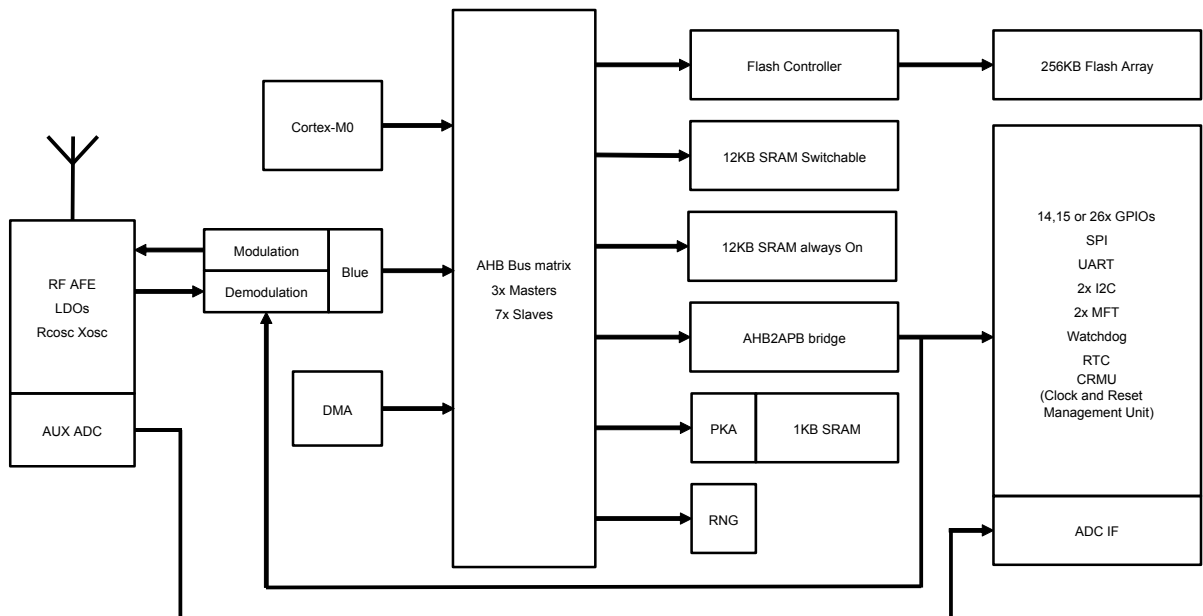 Flash Controller
256KB Flash Array
Cortex-M0
12KB SRAM Switchable
14,15 or 26x GPIOs
SPI
UART
2x I2C
2x MFT
Watchdog
RTC
CRMU
(Clock and Reset
Management Unit)
Modulation
Demodulation
Blue
12KB SRAM always On
RF AFE
LDOs
Rcosc Xosc
AHB Bus matrix
3x Masters
7x Slaves
AHB2APB bridge
DMA
AUX ADC
PKA
1KB SRAM
RNG
ADC IF